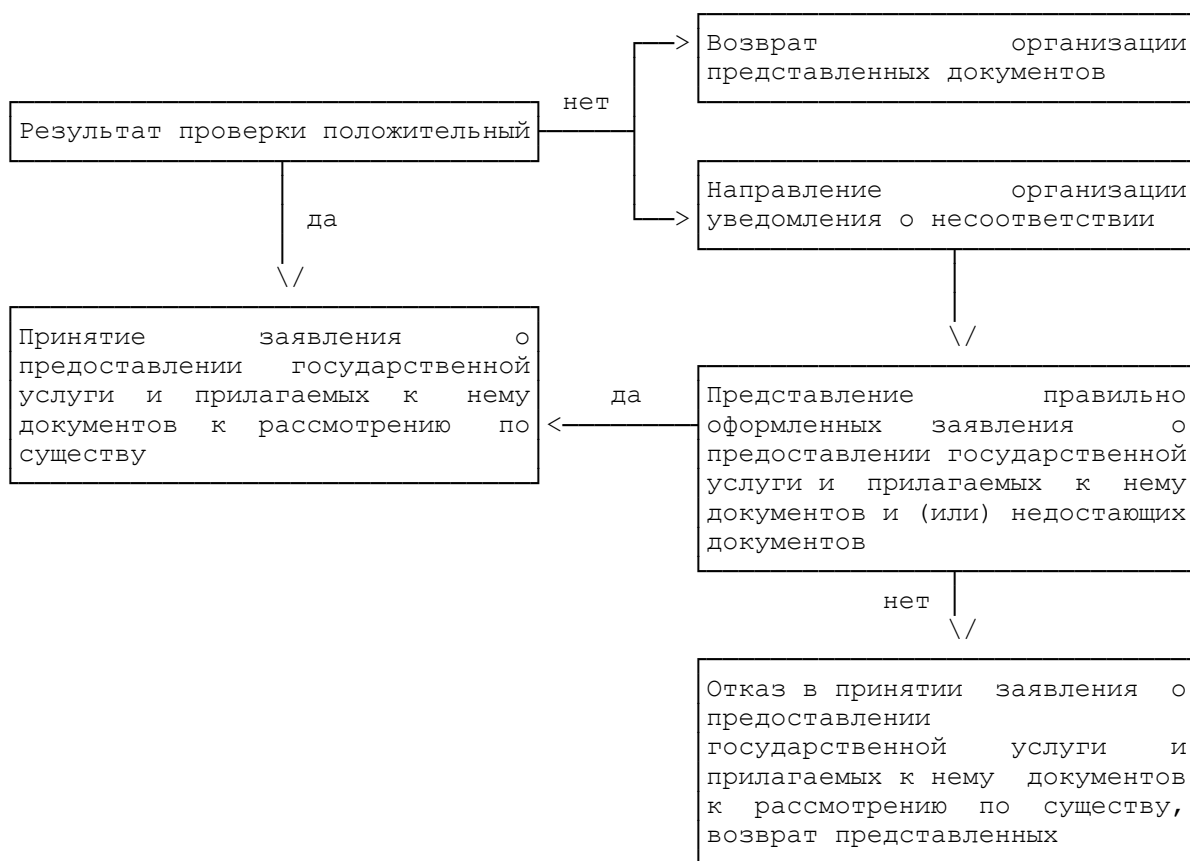 Возврат организации
представленных документов
нет
Результат проверки положительный
Направление организации
уведомления о несоответствии
да
Принятие заявления о
предоставлении государственной
услуги и прилагаемых к нему
документов к рассмотрению по
существу
да
Представление правильно
оформленных заявления о
предоставлении государственной
услуги и прилагаемых к нему
документов и (или) недостающих
документов
нет
Отказ в принятии заявления о
предоставлении
государственной услуги и
прилагаемых к нему документов
к рассмотрению по существу,
возврат представленных